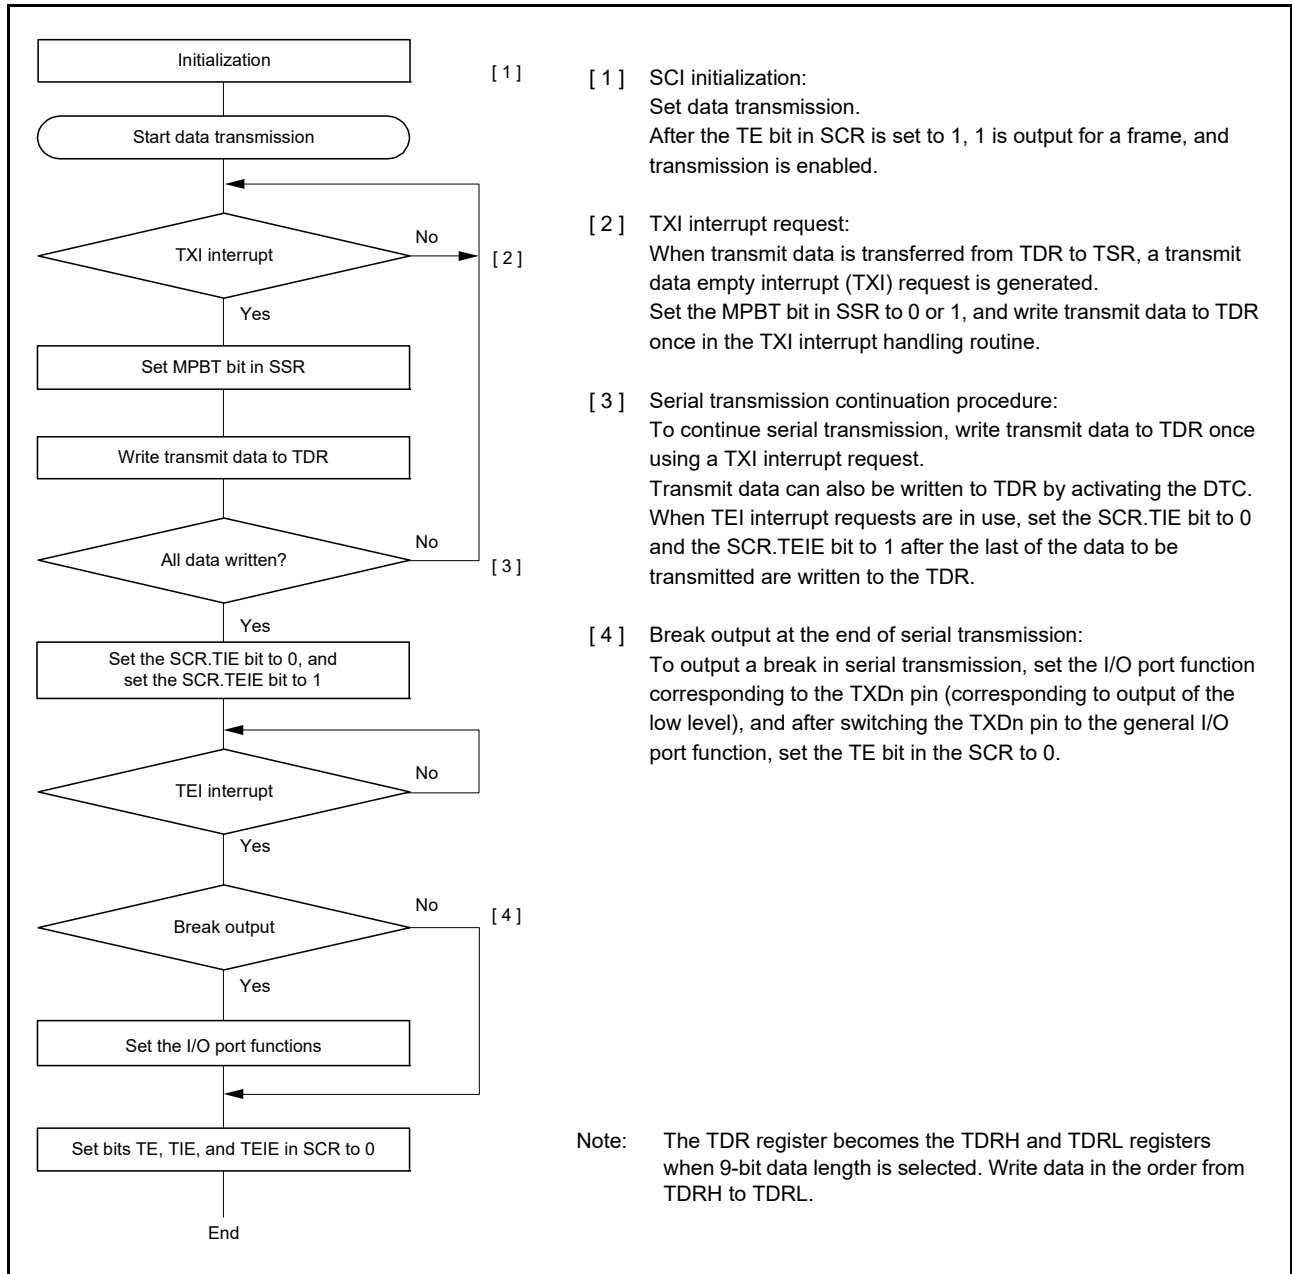 Initialization
[ 1 ]
Start data transmission
TXI interrupt
No
[ 2 ]
Yes
Set MPBT bit in SSR
Write transmit data to TDR
All data written?
No
[ 3 ]
Yes
Set the SCR.TIE bit to 0, and
set the SCR.TEIE bit to 1
TEI interrupt
No
Yes
Break output
No
[ 4 ]
Yes
Set the I/O port functions
Set bits TE, TIE, and TEIE in SCR to 0
End
[ 1 ] SCI initialization:
Set data transmission.
After the TE bit in SCR is set to 1, 1 is output for a frame, and
transmission is enabled.
[ 2 ] TXI interrupt request:
When transmit data is transferred from TDR to TSR, a transmit
data empty interrupt (TXI) request is generated.
Set the MPBT bit in SSR to 0 or 1, and write transmit data to TDR
once in the TXI interrupt handling routine.
[ 3 ] Serial transmission continuation procedure:
To continue serial transmission, write transmit data to TDR once
using a TXI interrupt request.
Transmit data can also be written to TDR by activating the DTC.
When TEI interrupt requests are in use, set the SCR.TIE bit to 0
and the SCR.TEIE bit to 1 after the last of the data to be
transmitted are written to the TDR.
[ 4 ] Break output at the end of serial transmission:
To output a break in serial transmission, set the I/O port function
corresponding to the TXDn pin (corresponding to output of the
low level), and after switching the TXDn pin to the general I/O
port function, set the TE bit in the SCR to 0.
Note: The TDR register becomes the TDRH and TDRL registers
when 9-bit data length is selected. Write data in the order from
TDRH to TDRL.